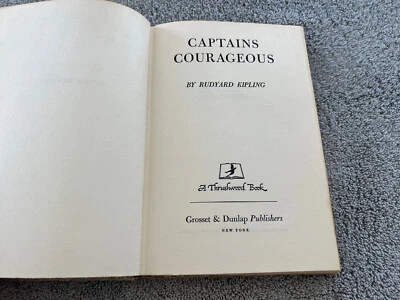 CAPTAINS
COURAGEOUS
BY RUDYARD KIPLING
A Thrushwood Book
Grosset & Dunlap Publishers
NEW YORK